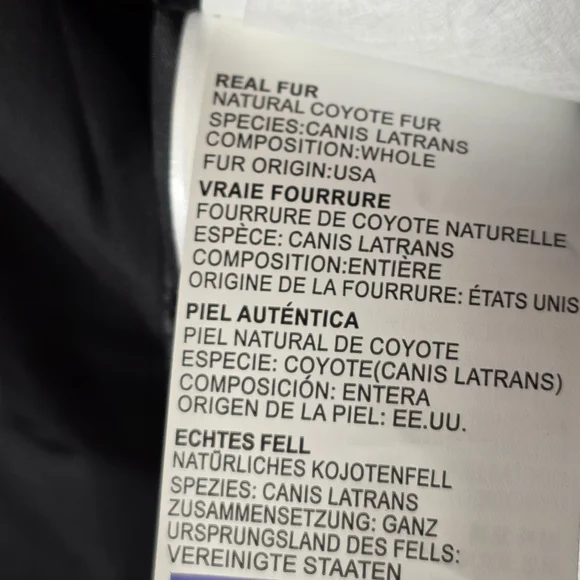 REAL FUR
NATURAL COYOTE FUR
SPECIES:CANIS LATRANS
COMPOSITION:WHOLE
FUR ORIGIN:USA
VRAIE FOURRURE
FOURRURE DE COYOTE NATURELLE
ESPÈCE: CANIS LATRANS
COMPOSITION:ENTIÈRE
ORIGINE DE LA FOURRURE: ÉTATS UNIS
PIEL AUTÉNTICA
PIEL NATURAL DE COYOTE
ESPECIE: COYOTE(CANIS LATRANS)
COMPOSICIÓN: ENTERA
ORIGEN DE LA PIEL: EE.UU.
ECHTES FELL
NATÜRLICHES KOJOTENFELL
SPEZIES: CANIS LATRANS
ZUSAMMENSETZUNG: GANZ
URSPRUNGSLAND DES FELLS:
VEREINIGTE STAATEN